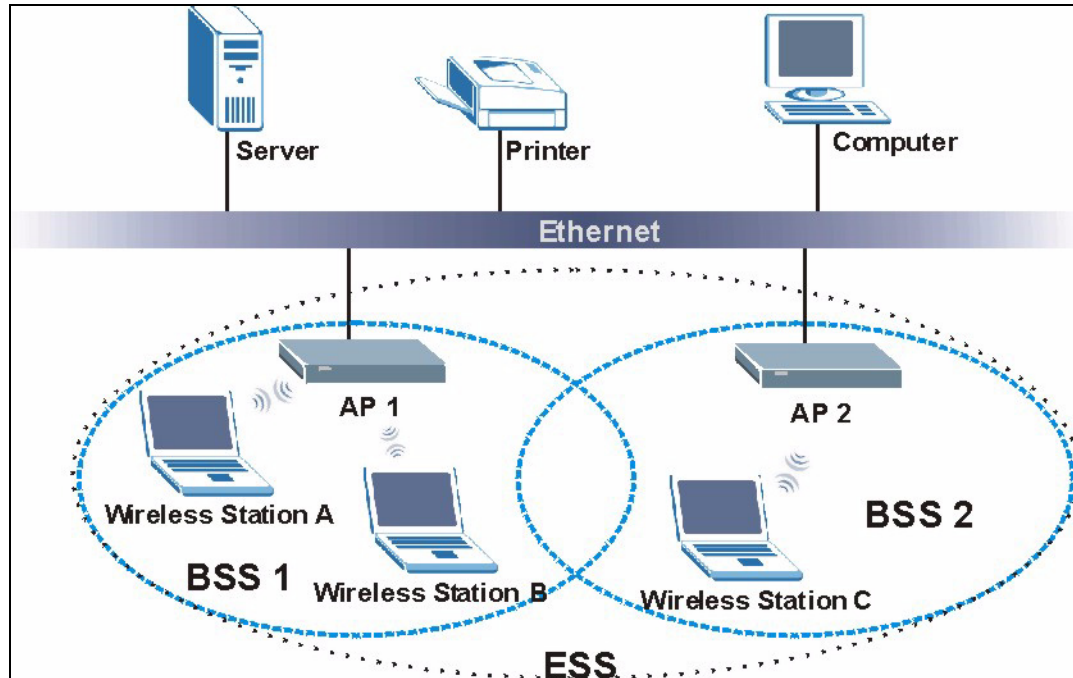 Server
Printer
Computer
Ethernet
AP 1
AP 2
Wireless Station A
BSS 2
BSS 1
Wireless Station B
Wireless Station C
ESS